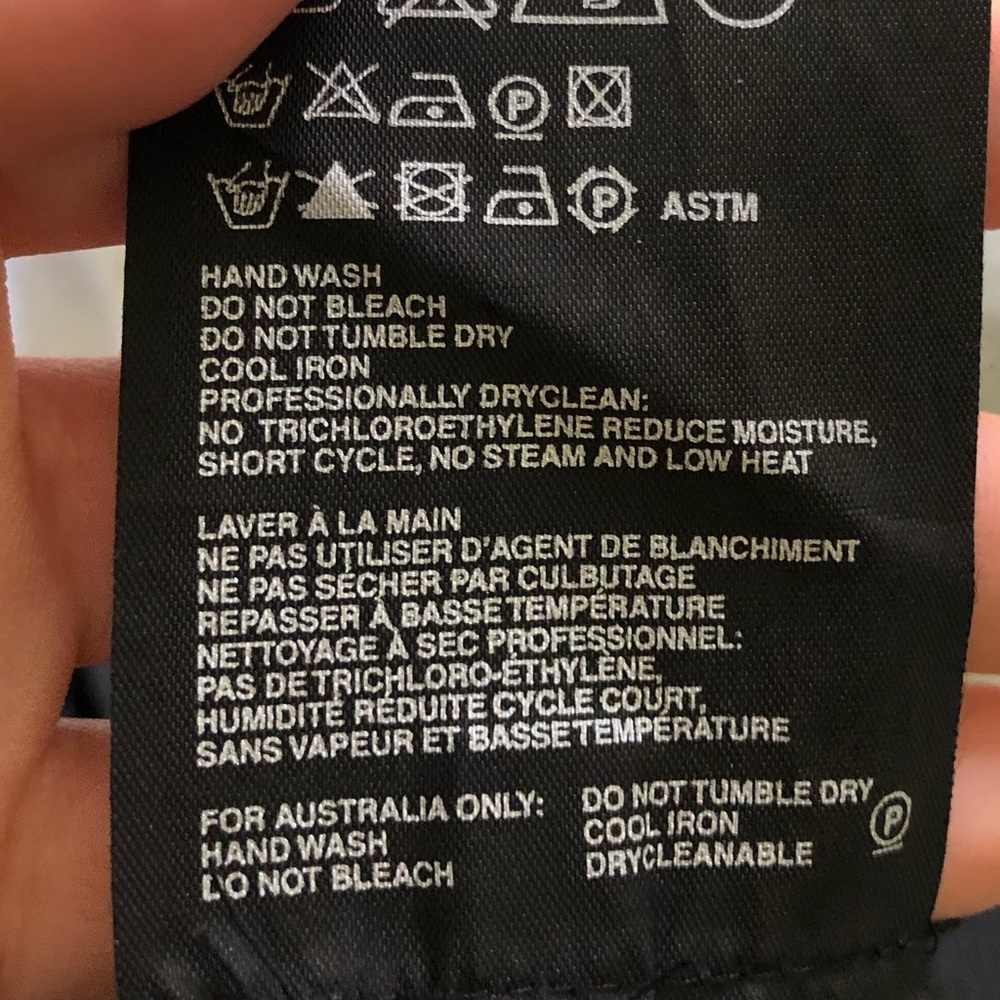 P
P ASTM
HAND WASH
DO NOT BLEACH
DO NOT TUMBLE DRY
COOL IRON
PROFESSIONALLY DRYCLEAN:
NO TRICHLOROETHYLENE REDUCE MOISTURE,
SHORT CYCLE, NO STEAM AND LOW HEAT
LAVER À LA MAIN
NE PAS UTILISER D'AGENT DE BLANCHIMENT
NE PAS SÉCHER PAR CULBUTAGE
REPASSER À BASSE TEMPÉRATURE
NETTOYAGE À SEC PROFESSIONNEL:
PAS DE TRICHLORO-ÉTHYLÈNE,
HUMIDITÉ RÉDUITE CYCLE COURT,
SANS VAPEUR ET BASSE TEMPÉRATURE
FOR AUSTRALIA ONLY:
HAND WASH
DO NOT BLEACH
DO NOT TUMBLE DRY
COOL IRON
DRYCLEANABLE
P